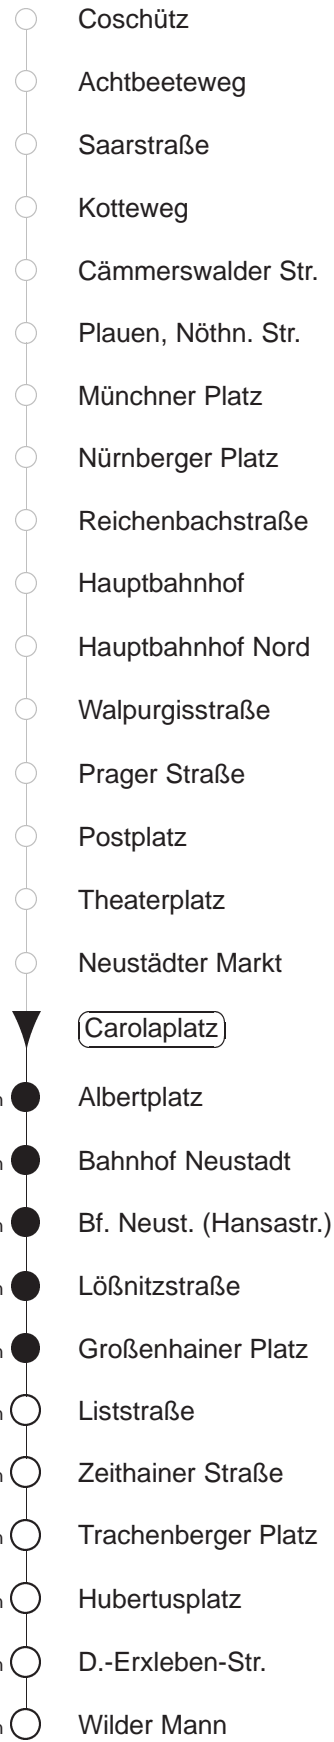 Coschütz
Achtbeeteweg
Saarstraße
Kotteweg
Cämmerswalder Str.
Plauen, Nöthn. Str.
Münchner Platz
Nürnberger Platz
Reichenbachstraße
Hauptbahnhof
Hauptbahnhof Nord
Walpurgisstraße
Prager Straße
Postplatz
Theaterplatz
Neustädter Markt
Carolaplatz
Albertplatz
Bahnhof Neustadt
Bf. Neust. (Hansastr.)
Lößnitzstraße
Großenhainer Platz
Liststraße
Zeithainer Straße
Trachenberger Platz
Hubertusplatz
D.-Erxleben-Str.
Wilder Mann